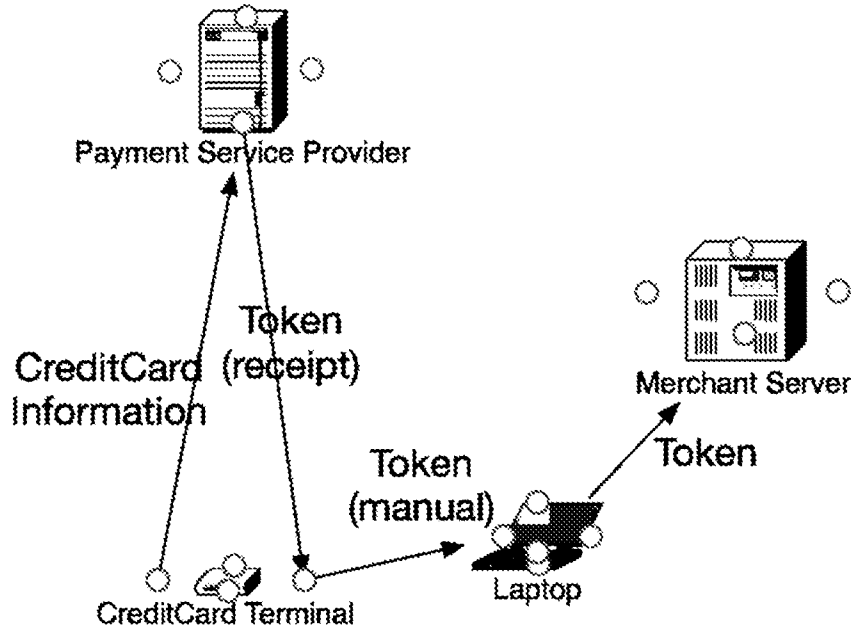 Payment Service Provider
Token
(receipt)
CreditCard
Information
Merchant Server
Token
Token
(manual)
Laptop
CreditCard Terminal